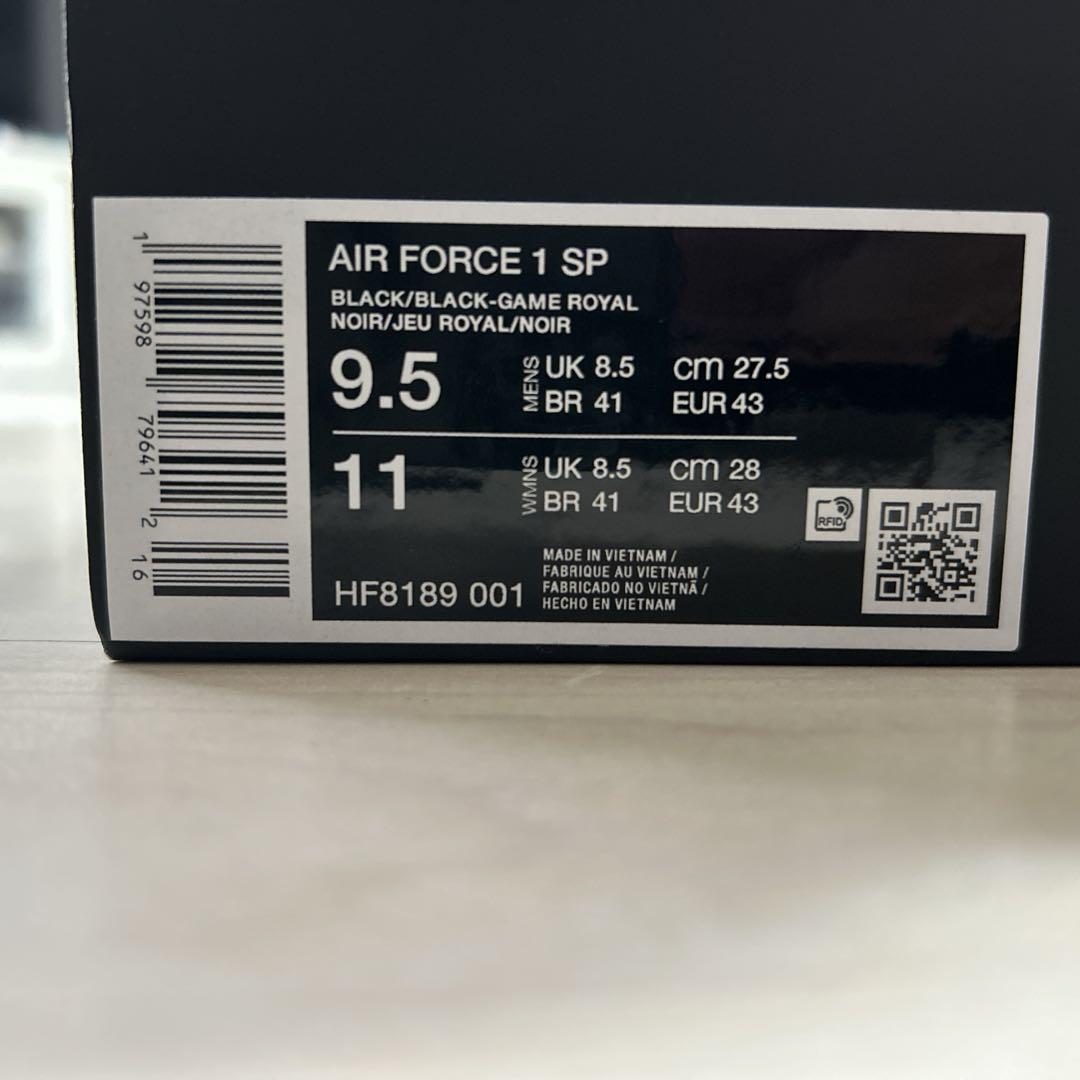 AIR FORCE 1 SP
BLACK/BLACK-GAME ROYAL
NOIR/JEU ROYAL/NOIR
9.5 MENS UK 8.5 cm 27.5
BR 41 EUR 43
11 WMNS UK 8.5 cm 28
BR 41 EUR 43
RFID
HF8189 001
MADE IN VIETNAM /
FABRIQUE AU VIETNAM /
FABRICADO NO VIETNÃ /
HECHO EN VIETNAM
1 97598 79641 2 16